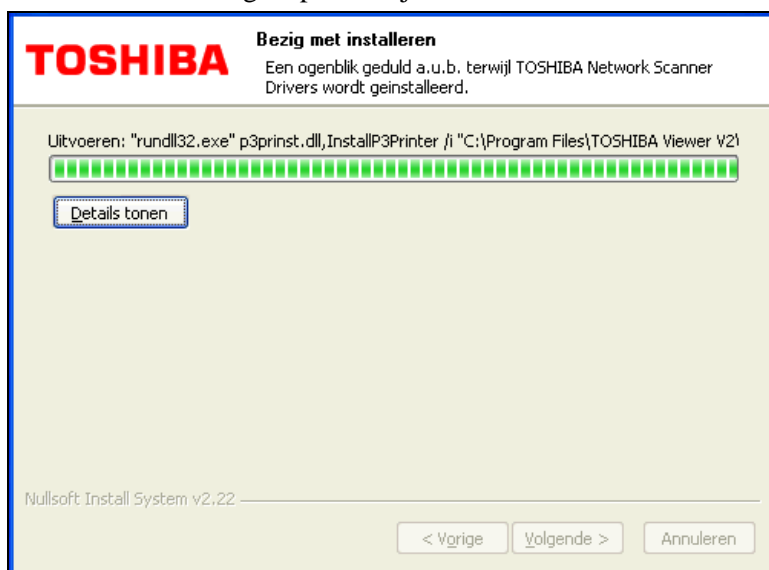 TOSHIBA
Bezig met installeren
Een ogenblik geduld a.u.b. terwijl TOSHIBA Network Scanner
Drivers wordt geinstalleerd.
Uitvoeren: "rundll32.exe" p3prinst.dll,InstallP3Printer /i "C:\Program Files\TOSHIBA Viewer V2\
Details tonen
Nullsoft Install System v2.22
< Vorige
Volgende >
Annuleren